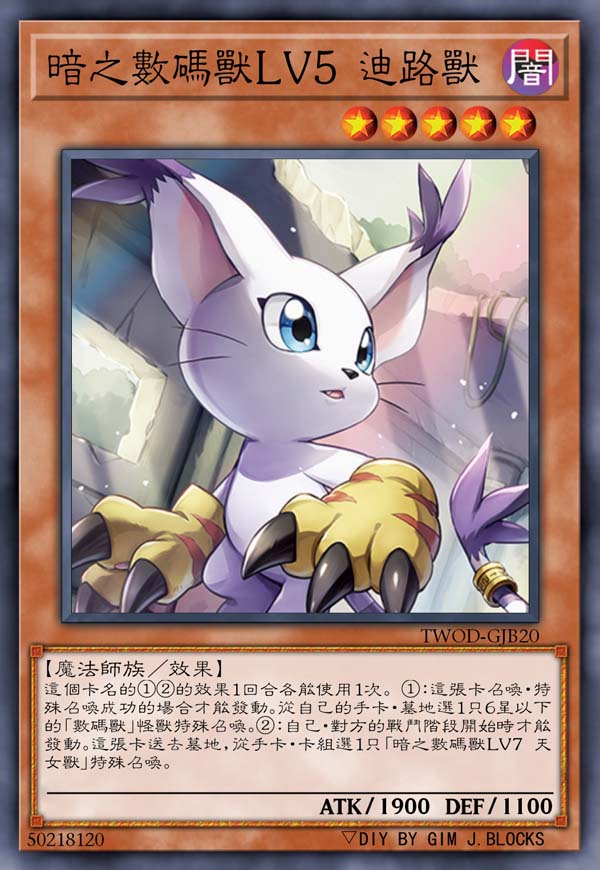 暗之數碼獸LV5 迪路獸
闇
TWOD-GJB20
【魔法師族／效果】
這個卡名的①②的效果1回合各能使用1次。①:這張卡召喚·特
殊召喚成功的場合才能發動。從自己的手卡·墓地選1只6星以下
的「數碼獸」怪獸特殊召喚。②:自己·對方的戰鬥階段開始時才能
發動。這張卡送去墓地,從手卡·卡組選1只「暗之數碼獸LV7 天
女獸」特殊召喚。
ATK/1900 DEF/1100
50218120
▽DIY BY GIM J.BLOCKS